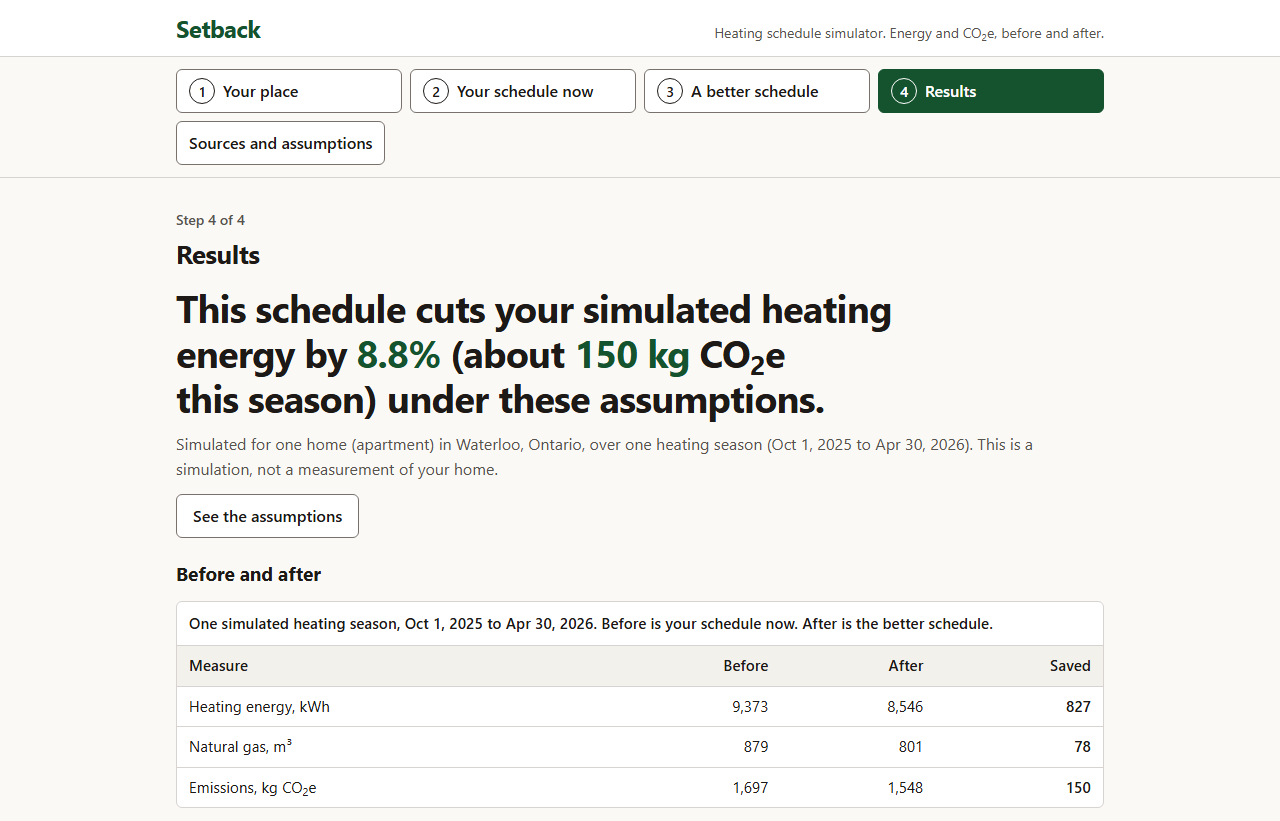 Setback
Heating schedule simulator. Energy and CO₂e, before and after.
1 Your place
2 Your schedule now
3 A better schedule
4 Results
Sources and assumptions
Step 4 of 4
Results
This schedule cuts your simulated heating
energy by 8.8% (about 150 kg CO₂e
this season) under these assumptions.
Simulated for one home (apartment) in Waterloo, Ontario, over one heating season (Oct 1, 2025 to Apr 30, 2026). This is a
simulation, not a measurement of your home.
See the assumptions
Before and after
One simulated heating season, Oct 1, 2025 to Apr 30, 2026. Before is your schedule now. After is the better schedule.
Measure Before After Saved
Heating energy, kWh 9,373 8,546 827
Natural gas, m³ 879 801 78
Emissions, kg CO₂e 1,697 1,548 150